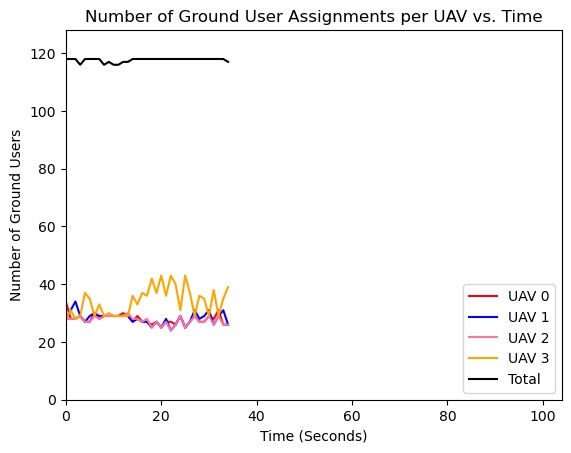 Number of Ground User Assignments per UAV vs. Time
Number of Ground Users
120
100
80
60
40
20
0
0 20 40 60 80 100
Time (Seconds)
UAV 0
UAV 1
UAV 2
UAV 3
Total